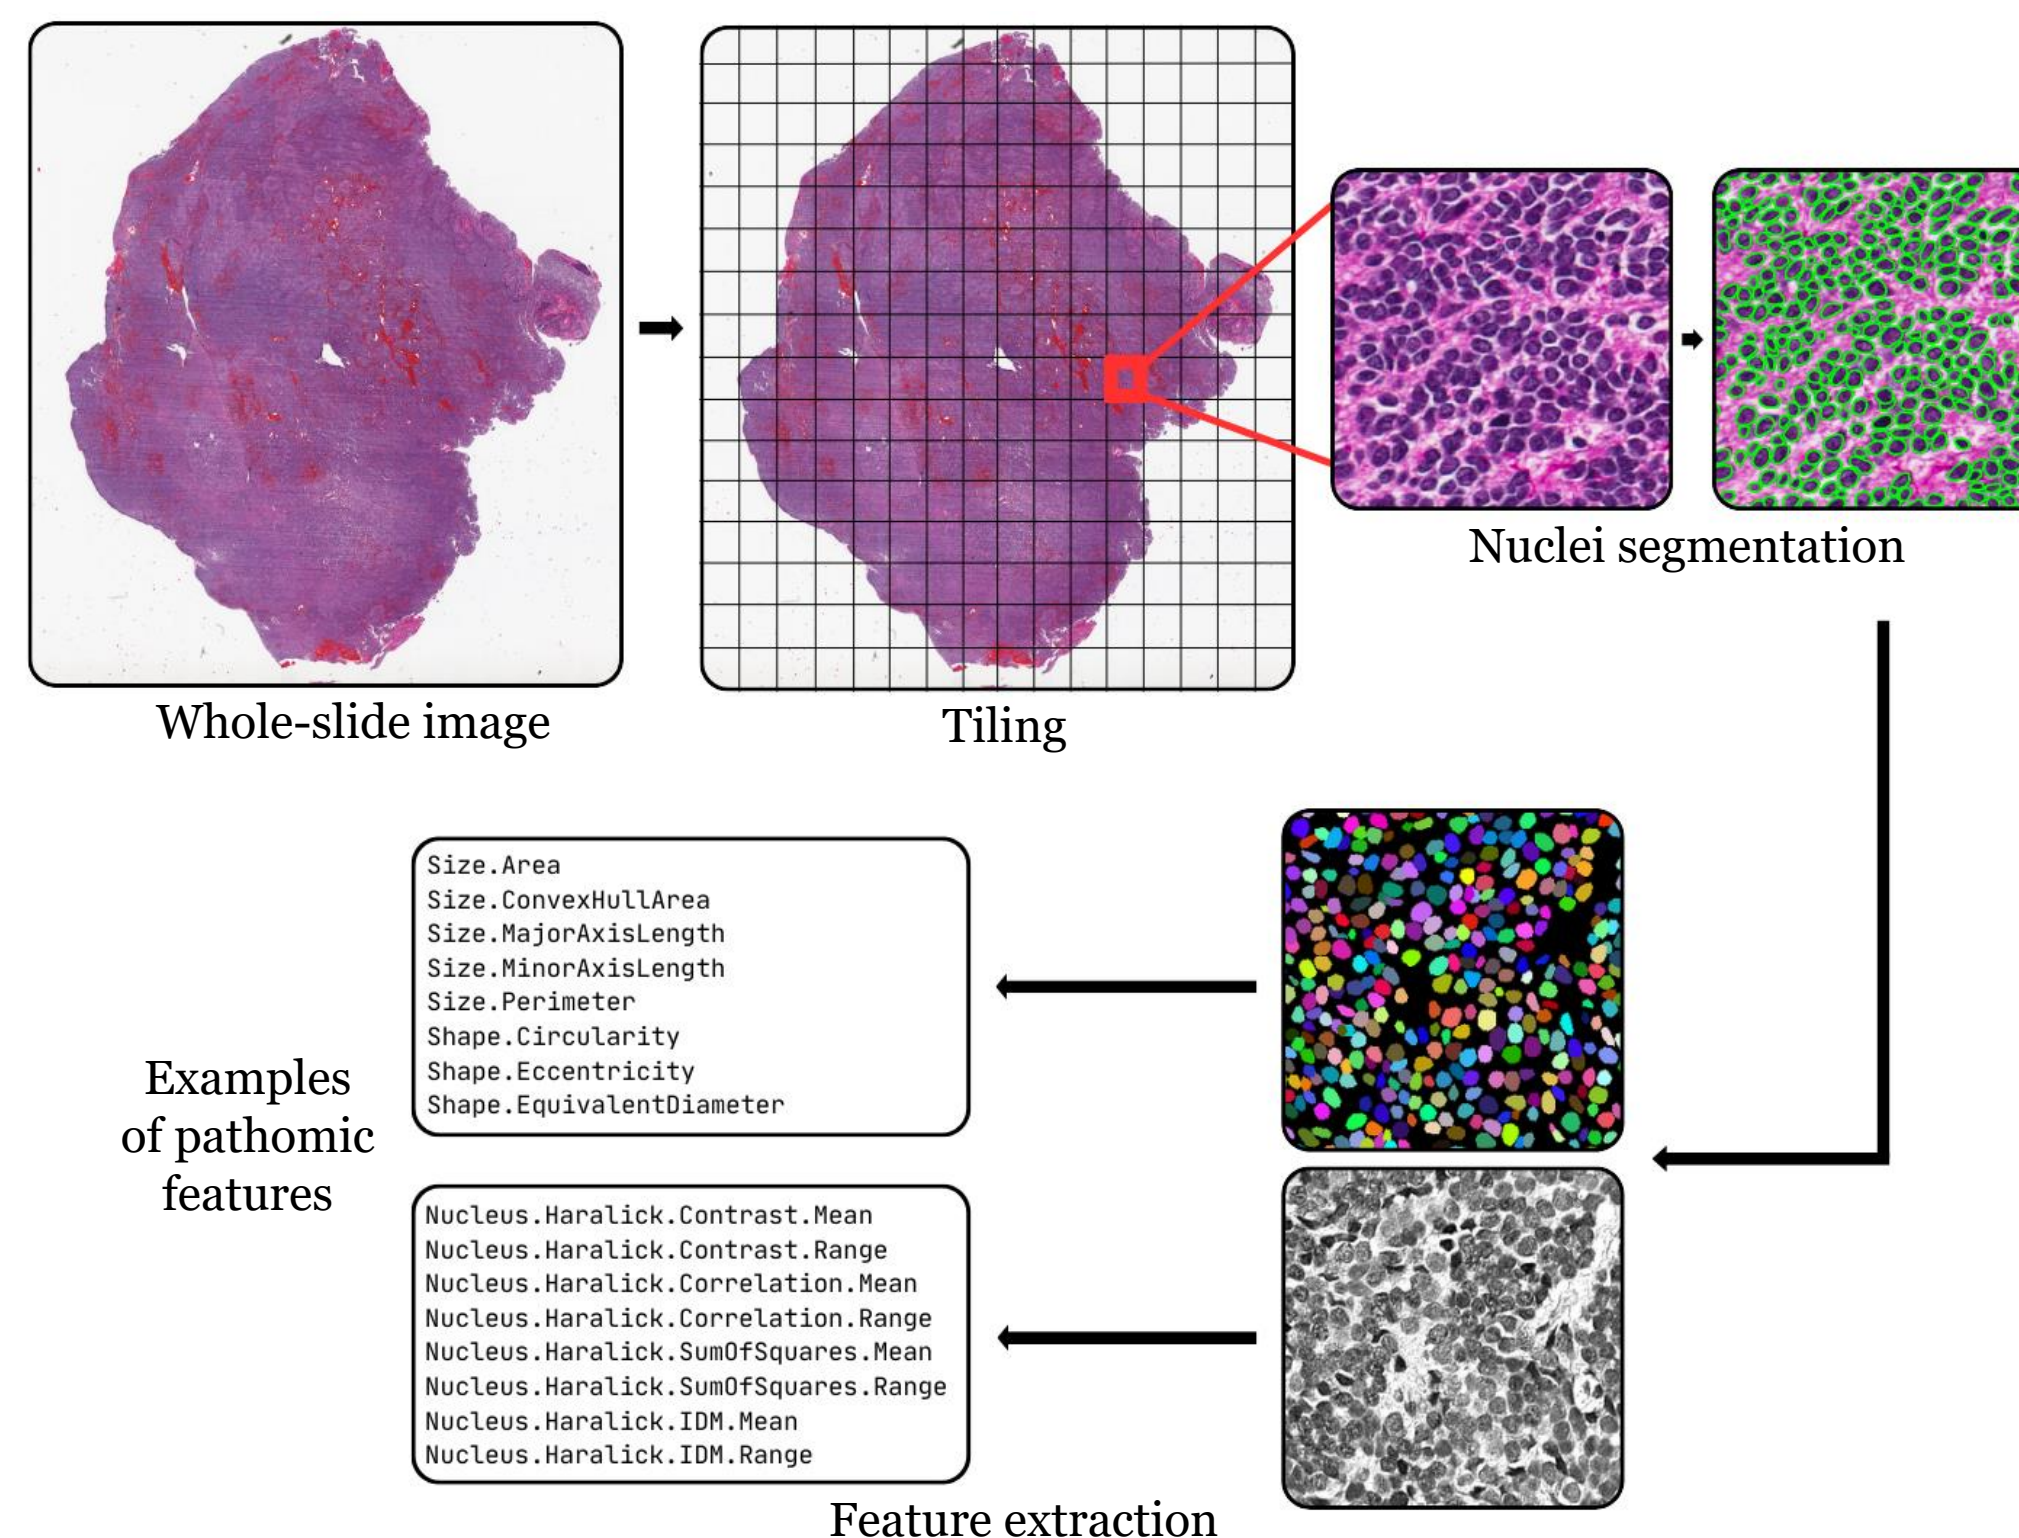 Whole-slide image
Tiling
Nuclei segmentation
Size.Area
Size.ConvexHullArea
Size.MajorAxisLength
Size.MinorAxisLength
Size.Perimeter
Shape.Circularity
Shape.Eccentricity
Shape.EquivalentDiameter
Examples
of pathomic
features
Nucleus.Haralick.Contrast.Mean
Nucleus.Haralick.Contrast.Range
Nucleus.Haralick.Correlation.Mean
Nucleus.Haralick.Correlation.Range
Nucleus.Haralick.SumOfSquares.Mean
Nucleus.Haralick.SumOfSquares.Range
Nucleus.Haralick.IDM.Mean
Nucleus.Haralick.IDM.Range
Feature extraction